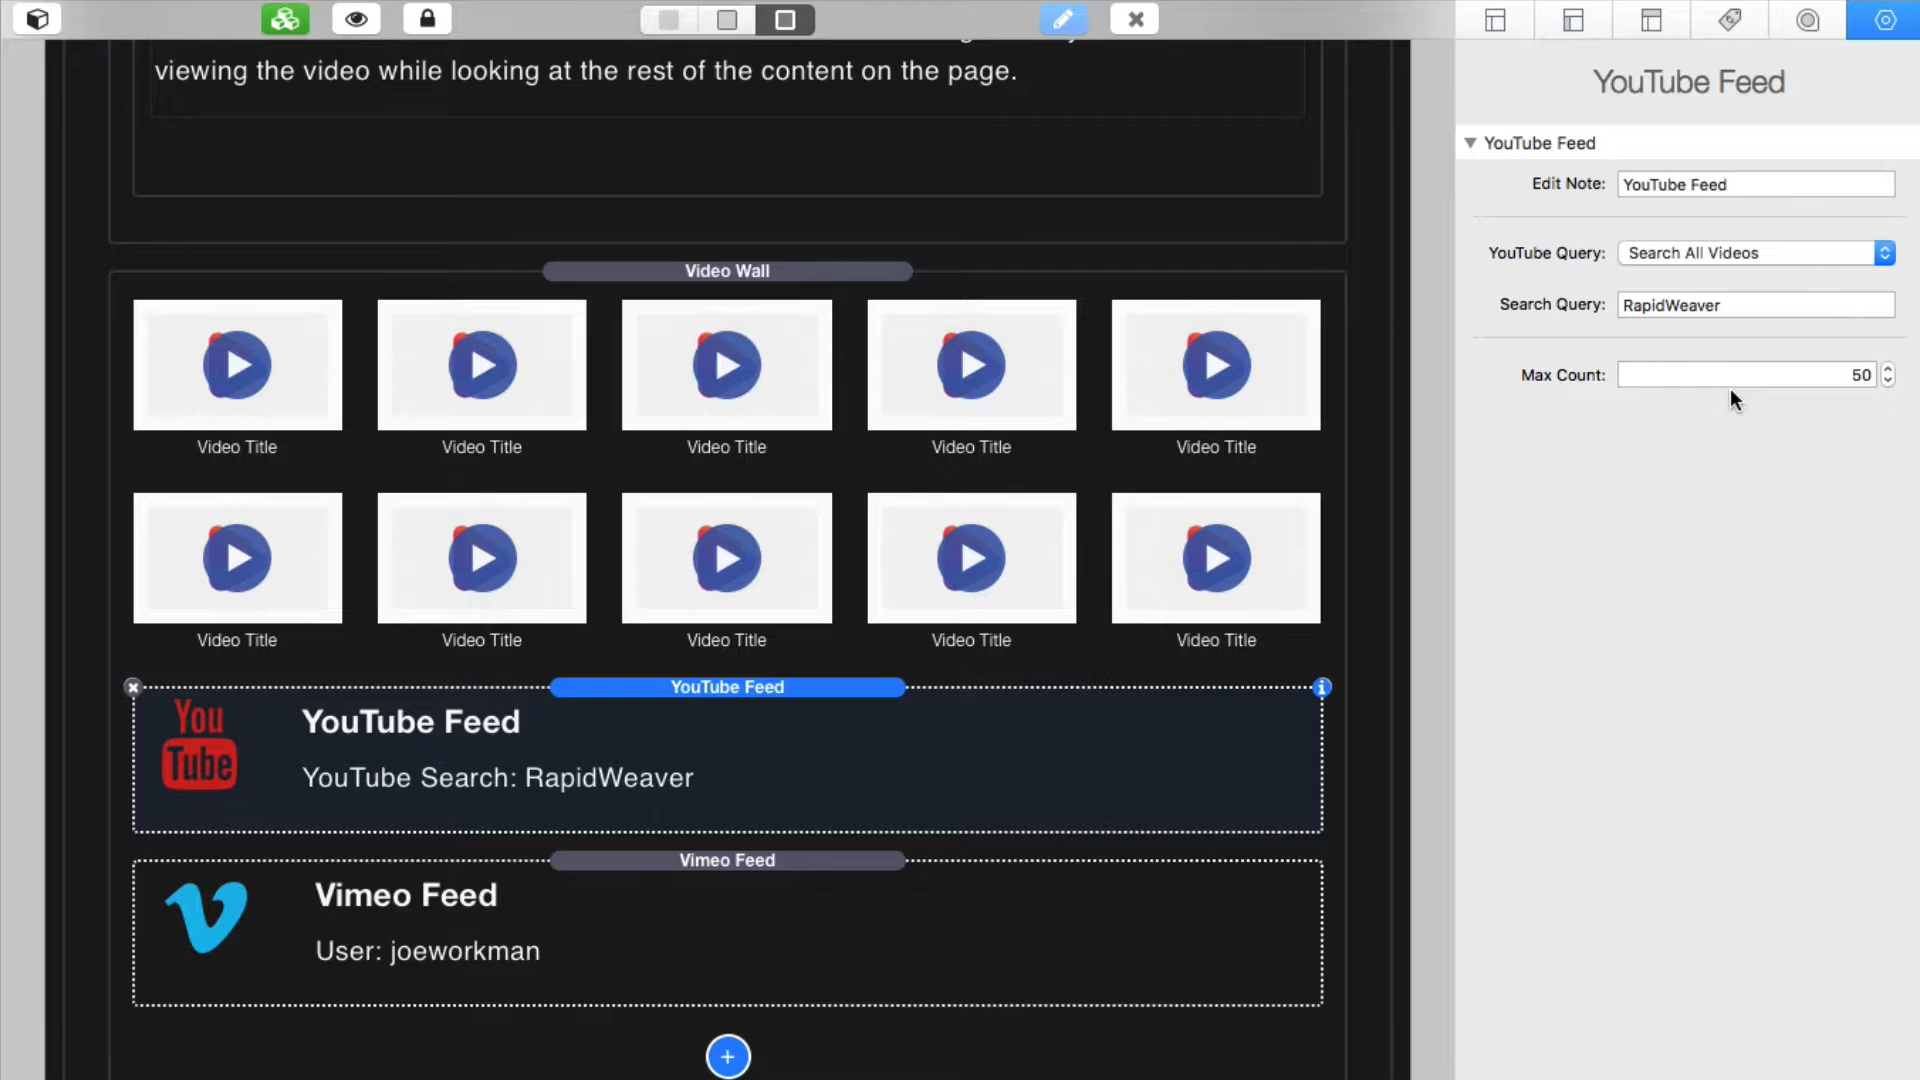 viewing the video while looking at the rest of the content on the page.
Video Wall
Video Title
Video Title
Video Title
Video Title
Video Title
Video Title
Video Title
Video Title
Video Title
Video Title
YouTube Feed
You
Tube
YouTube Feed
YouTube Search: RapidWeaver
Vimeo Feed
Vimeo Feed
User: joeworkman
YouTube Feed
YouTube Feed
Edit Note: YouTube Feed
YouTube Query: Search All Videos
Search Query: RapidWeaver
Max Count: 50